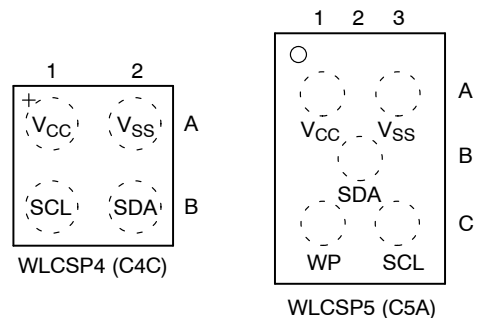 1 2
VCC VSS A
SCL SDA B
WLCSP4 (C4C)
1 2 3
A
VCC VSS
B
SDA
C
WP SCL
WLCSP5 (C5A)